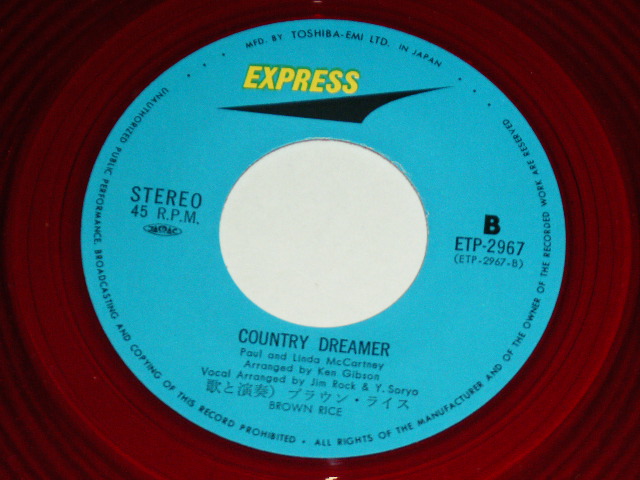 MFD. BY TOSHIBA-EMI LTD. IN JAPAN
EXPRESS
STEREO
45 R.P.M.
B
ETP-2967
(ETP-2967-B)
COUNTRY DREAMER
Paul and Linda McCartney
Arranged by Ken Gibson
Vocal Arranged by Jim Rock & Y. Sorya
歌と演奏) ブラウン・ライス
BROWN RICE
UNAUTHORIZED PUBLIC PERFORMANCE, BROADCASTING AND COPYING OF THIS RECORD PROHIBITED • ALL RIGHTS OF THE MANUFACTURER AND OF THE OWNER OF THE RECORDED WORK ARE RESERVED